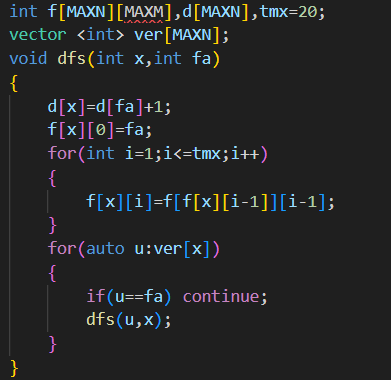 int f[MAXN][MAXM],d[MAXN],tmx=20;
vector <int> ver[MAXN];
void dfs(int x,int fa)
{
    d[x]=d[fa]+1;
    f[x][0]=fa;
    for(int i=1;i<=tmx;i++)
    {
        f[x][i]=f[f[x][i-1]][i-1];
    }
    for(auto u:ver[x])
    {
        if(u==fa) continue;
        dfs(u,x);
    }
}